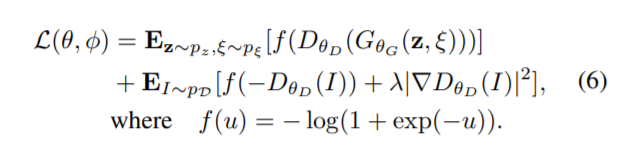 ℒ(θ, ϕ) = E_{z∼p_z, ξ∼p_ξ}[f(D_{θ_D}(G_{θ_G}(z, ξ)))]
+ E_{I∼p_𝒟}[f(−D_{θ_D}(I)) + λ|∇D_{θ_D}(I)|²], (6)
where f(u) = − log(1 + exp(−u)).